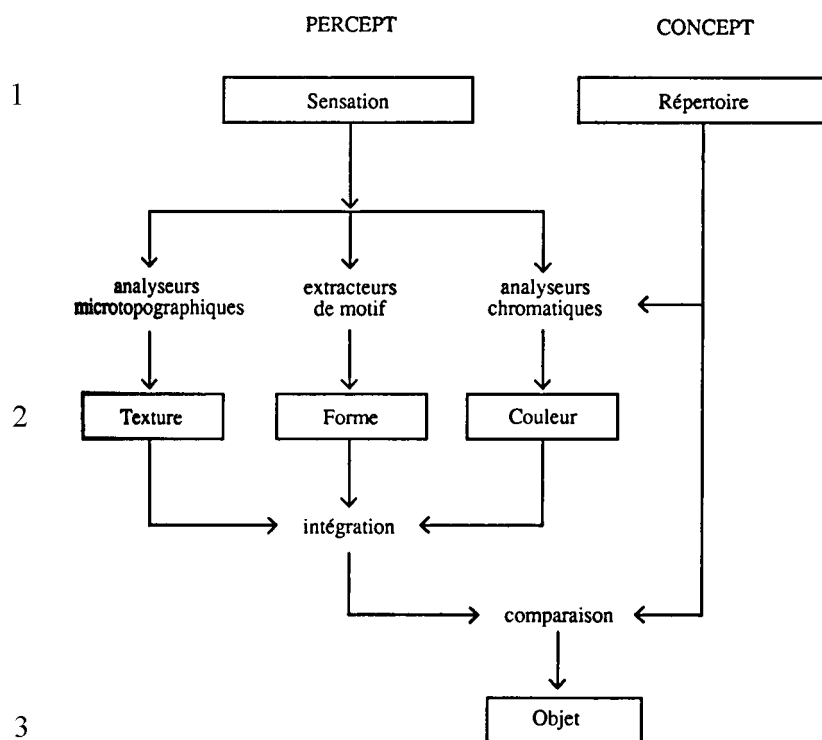 PERCEPT CONCEPT
1 Sensation Répertoire
analyseurs extracteurs analyseurs
microtopographiques de motif chromatiques
2 Texture Forme Couleur
intégration
comparaison
3 Objet